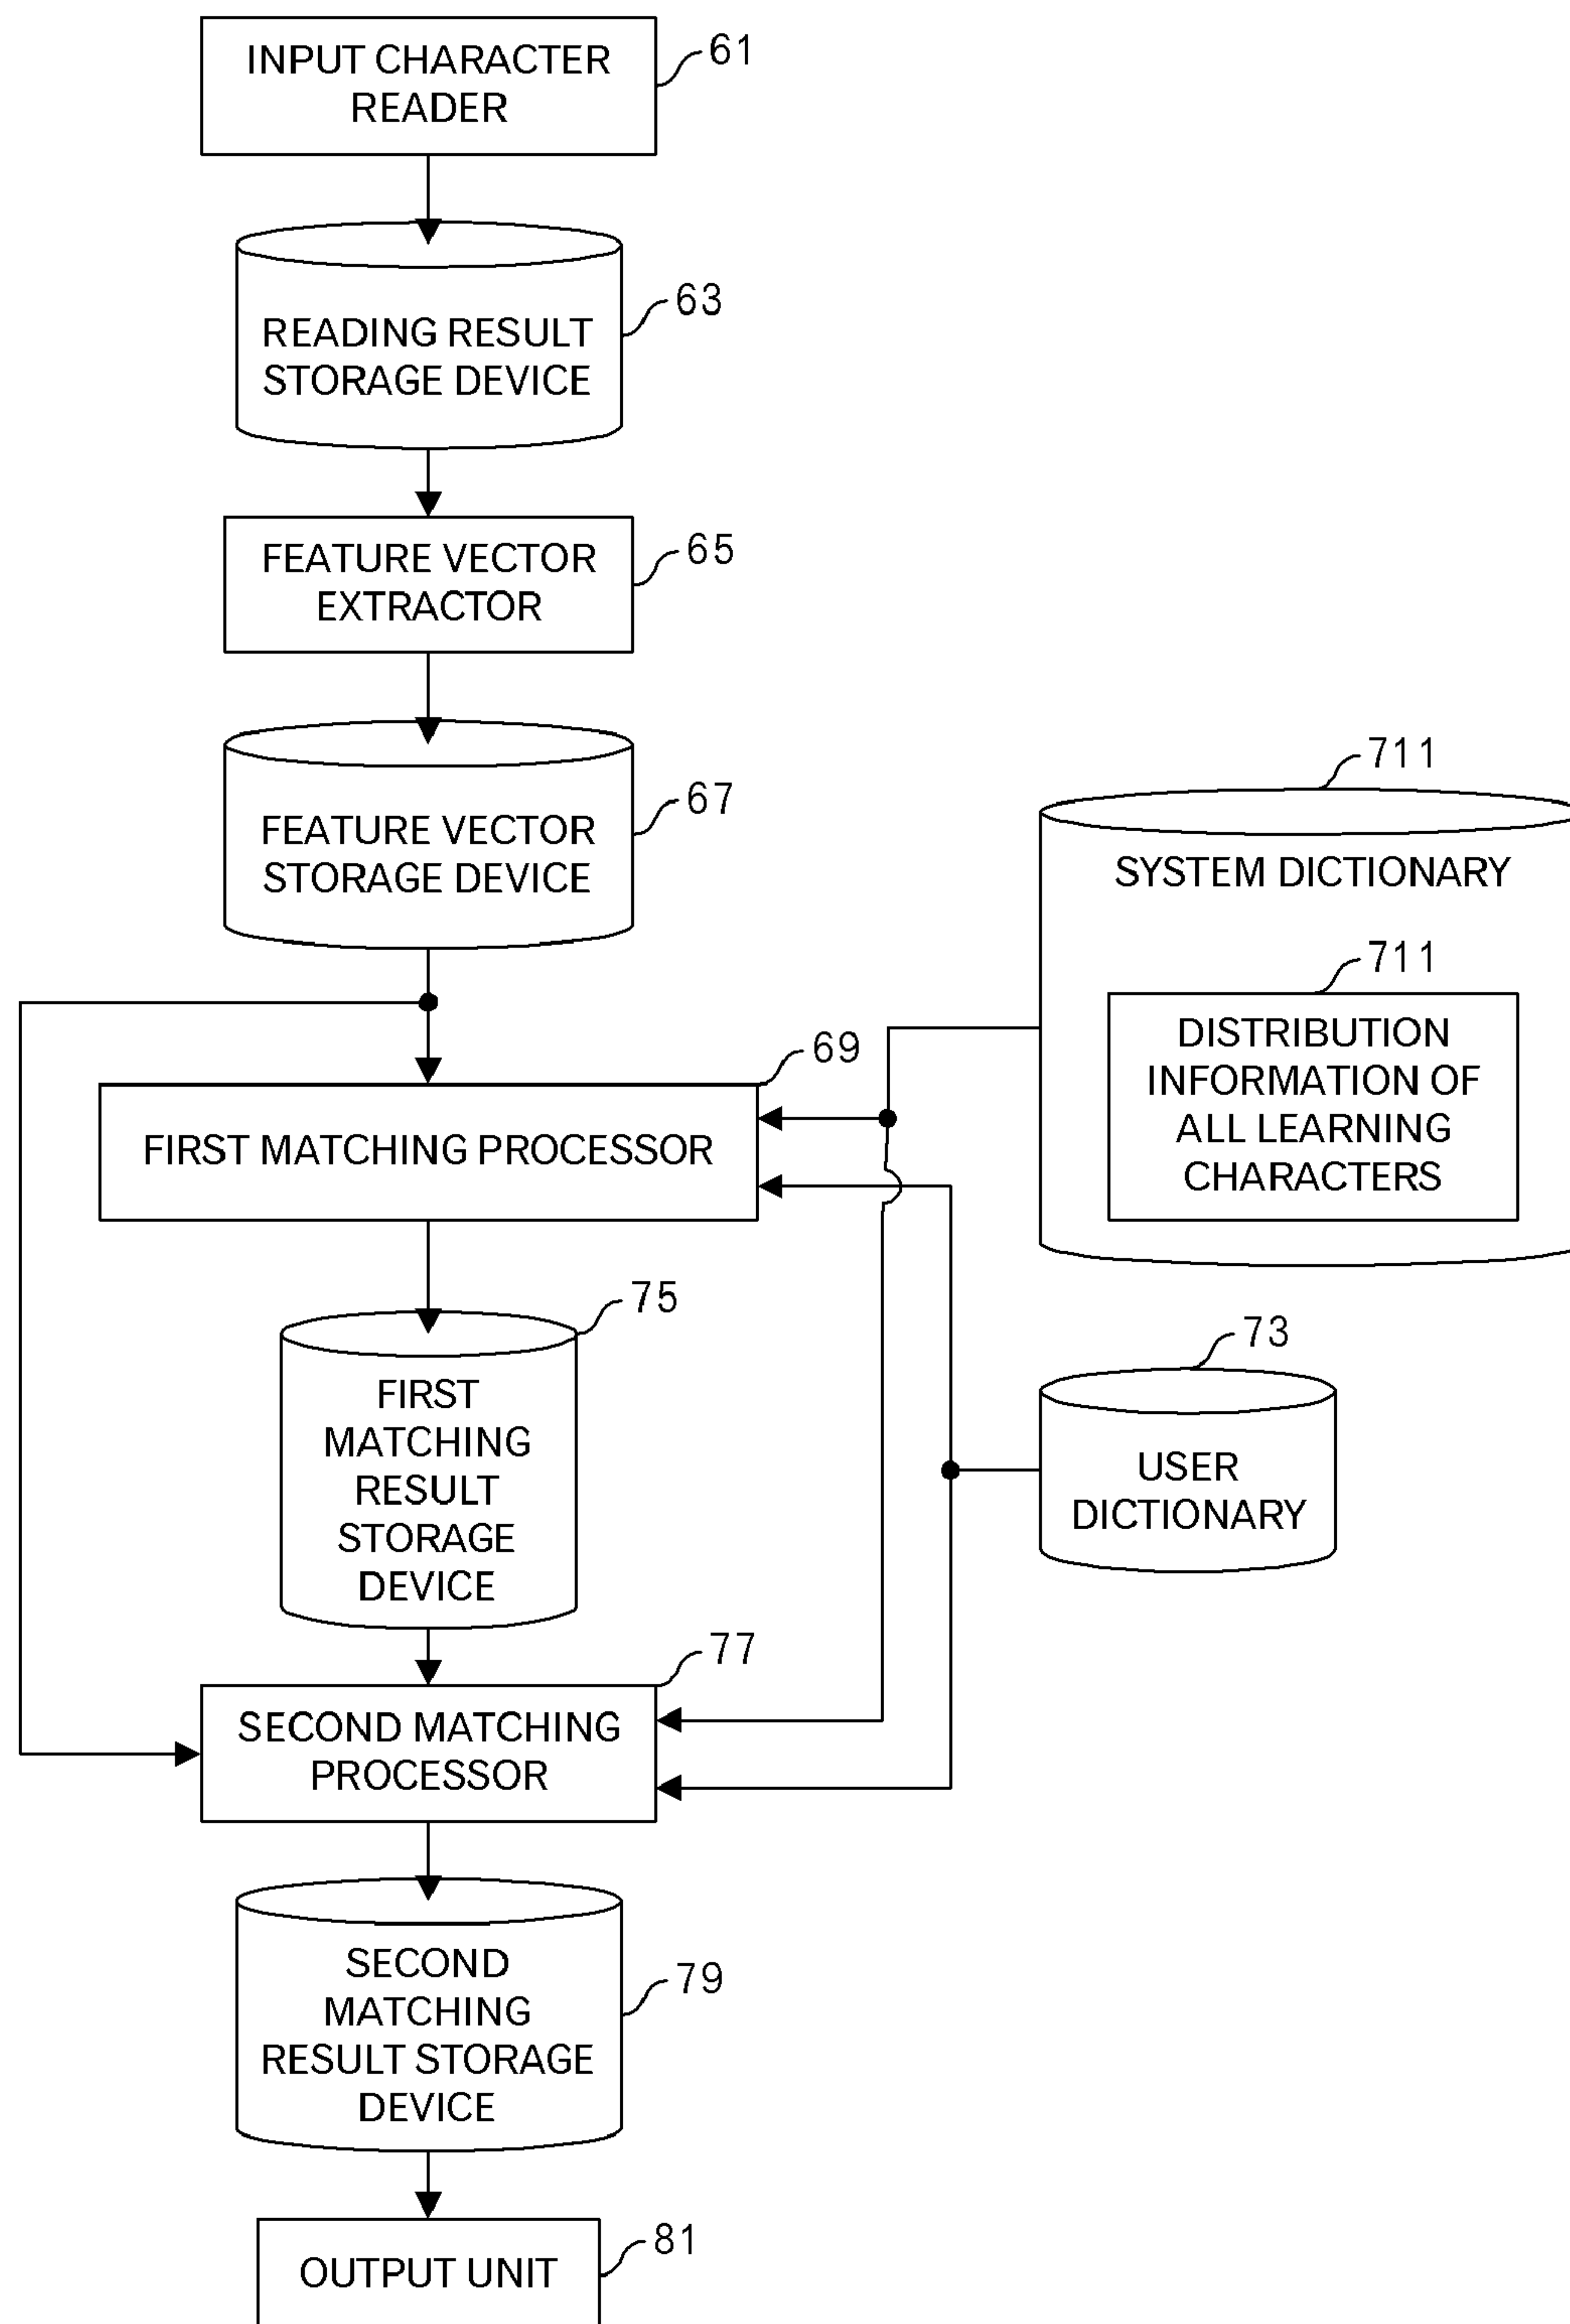 INPUT CHARACTER
READER
61
READING RESULT
STORAGE DEVICE
63
FEATURE VECTOR
EXTRACTOR
65
FEATURE VECTOR
STORAGE DEVICE
67
711
SYSTEM DICTIONARY
711
DISTRIBUTION
INFORMATION OF
ALL LEARNING
CHARACTERS
69
FIRST MATCHING PROCESSOR
75
FIRST
MATCHING
RESULT
STORAGE
DEVICE
73
USER
DICTIONARY
77
SECOND MATCHING
PROCESSOR
SECOND
MATCHING
RESULT STORAGE
DEVICE
79
OUTPUT UNIT
81